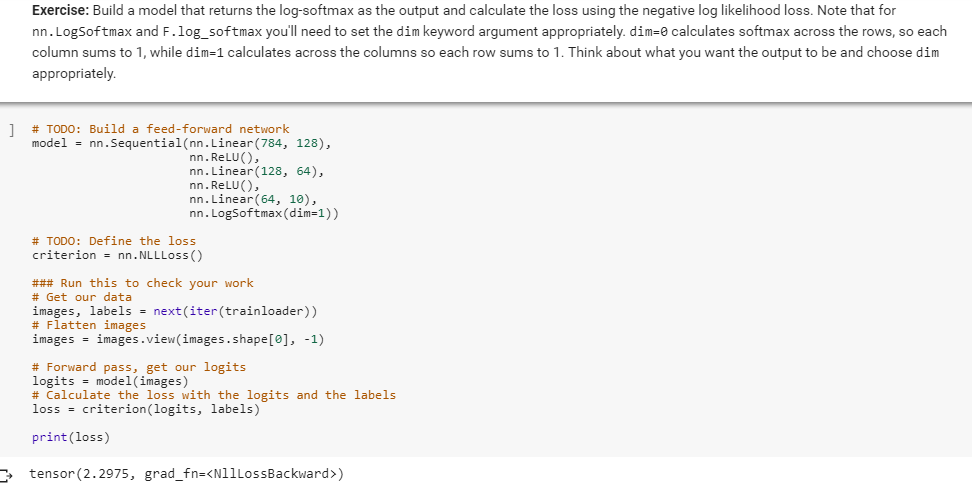 Exercise: Build a model that returns the log-softmax as the output and calculate the loss using the negative log likelihood loss. Note that for
nn.LogSoftmax and F.log_softmax you'll need to set the dim keyword argument appropriately. dim=0 calculates softmax across the rows, so each
column sums to 1, while dim=1 calculates across the columns so each row sums to 1. Think about what you want the output to be and choose dim
appropriately.
] # TODO: Build a feed-forward network
model = nn.Sequential(nn.Linear(784, 128),
nn.ReLU(),
nn.Linear(128, 64),
nn.ReLU(),
nn.Linear(64, 10),
nn.LogSoftmax(dim=1))
# TODO: Define the loss
criterion = nn.NLLLoss()
### Run this to check your work
# Get our data
images, labels = next(iter(trainloader))
# Flatten images
images = images.view(images.shape[0], -1)
# Forward pass, get our logits
logits = model(images)
# Calculate the loss with the logits and the labels
loss = criterion(logits, labels)
print(loss)
tensor(2.2975, grad_fn=<NllLossBackward>)